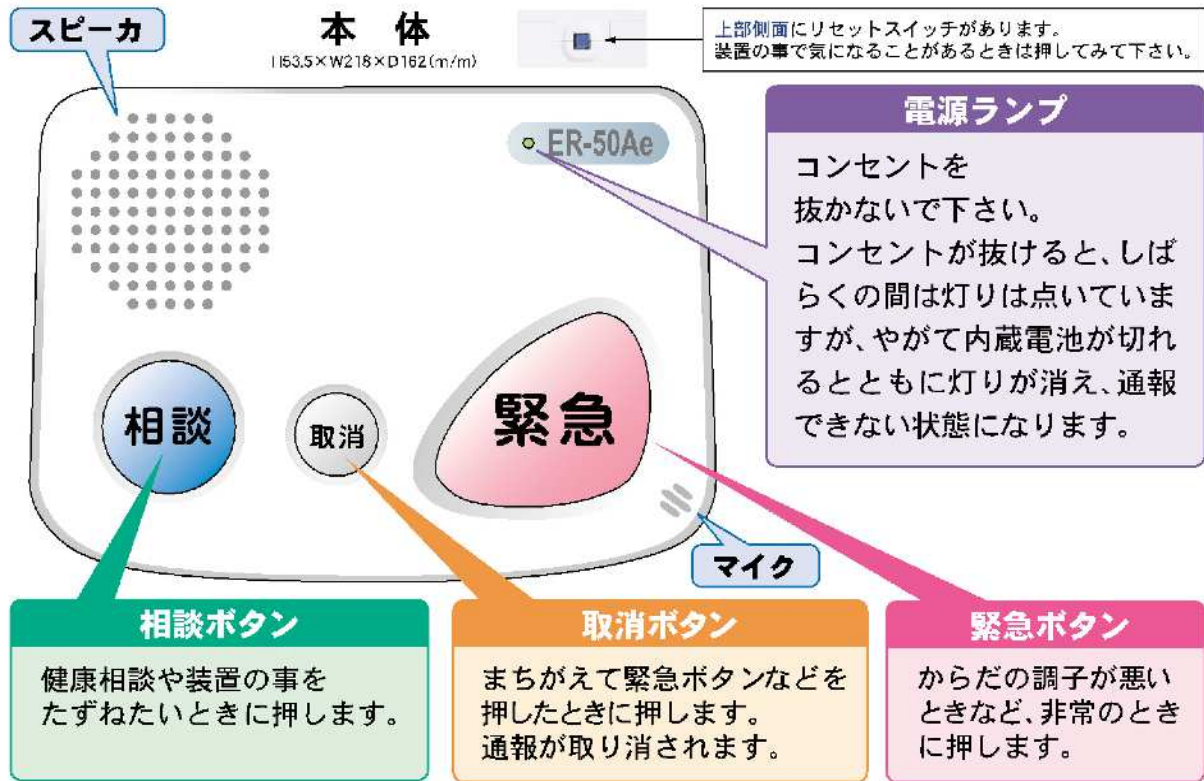 スピーカ
本 体
H53.5×W218×D162(m/m)
上部側面にリセットスイッチがあります。
装置の事で気になることがあるときは押してみて下さい。
ER-50Ae
電源ランプ
コンセントを
抜かないで下さい。
コンセントが抜けると、しば
らくの間は灯りは点いていま
すが、やがて内蔵電池が切れ
るとともに灯りが消え、通報
できない状態になります。
相談
取消
緊急
マイク
相談ボタン
健康相談や装置の事を
たずねたいときに押します。
取消ボタン
まちがえて緊急ボタンなどを
押したときに押します。
通報が取り消されます。
緊急ボタン
からだの調子が悪い
ときなど、非常のとき
に押します。